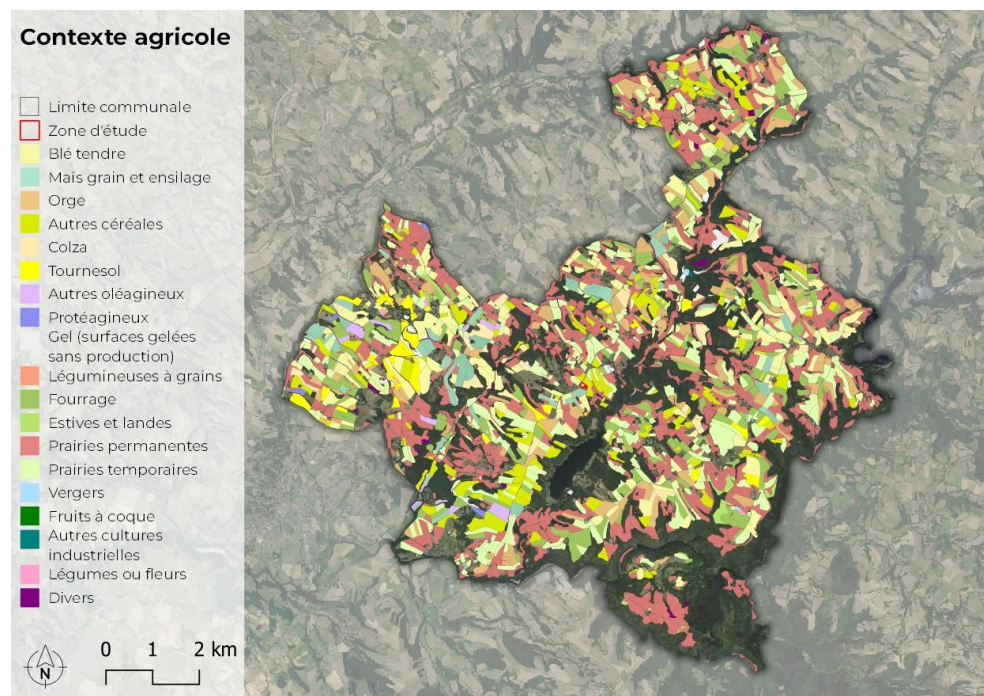 Contexte agricole
Limite communale
Zone d'étude
Blé tendre
Maïs grain et ensilage
Orge
Autres céréales
Colza
Tournesol
Autres oléagineux
Protéagineux
Gel (surfaces gelées
sans production)
Légumineuses à grains
Fourrage
Estives et landes
Prairies permanentes
Prairies temporaires
Vergers
Fruits à coque
Autres cultures
industrielles
Légumes ou fleurs
Divers
N
0 1 2 km